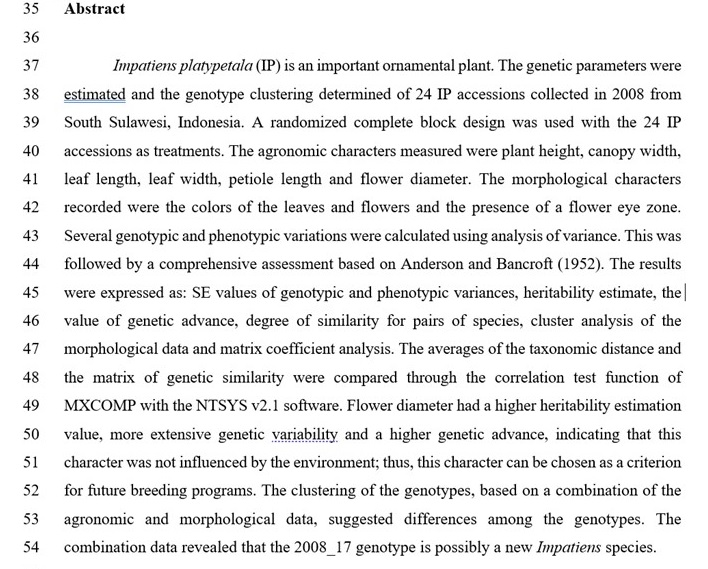 35 Abstract
36
37 Impatiens platypetala (IP) is an important ornamental plant. The genetic parameters were
38 estimated and the genotype clustering determined of 24 IP accessions collected in 2008 from
39 South Sulawesi, Indonesia. A randomized complete block design was used with the 24 IP
40 accessions as treatments. The agronomic characters measured were plant height, canopy width,
41 leaf length, leaf width, petiole length and flower diameter. The morphological characters
42 recorded were the colors of the leaves and flowers and the presence of a flower eye zone.
43 Several genotypic and phenotypic variations were calculated using analysis of variance. This was
44 followed by a comprehensive assessment based on Anderson and Bancroft (1952). The results
45 were expressed as: SE values of genotypic and phenotypic variances, heritability estimate, the
46 value of genetic advance, degree of similarity for pairs of species, cluster analysis of the
47 morphological data and matrix coefficient analysis. The averages of the taxonomic distance and
48 the matrix of genetic similarity were compared through the correlation test function of
49 MXCOMP with the NTSYS v2.1 software. Flower diameter had a higher heritability estimation
50 value, more extensive genetic variability and a higher genetic advance, indicating that this
51 character was not influenced by the environment; thus, this character can be chosen as a criterion
52 for future breeding programs. The clustering of the genotypes, based on a combination of the
53 agronomic and morphological data, suggested differences among the genotypes. The
54 combination data revealed that the 2008_17 genotype is possibly a new Impatiens species.